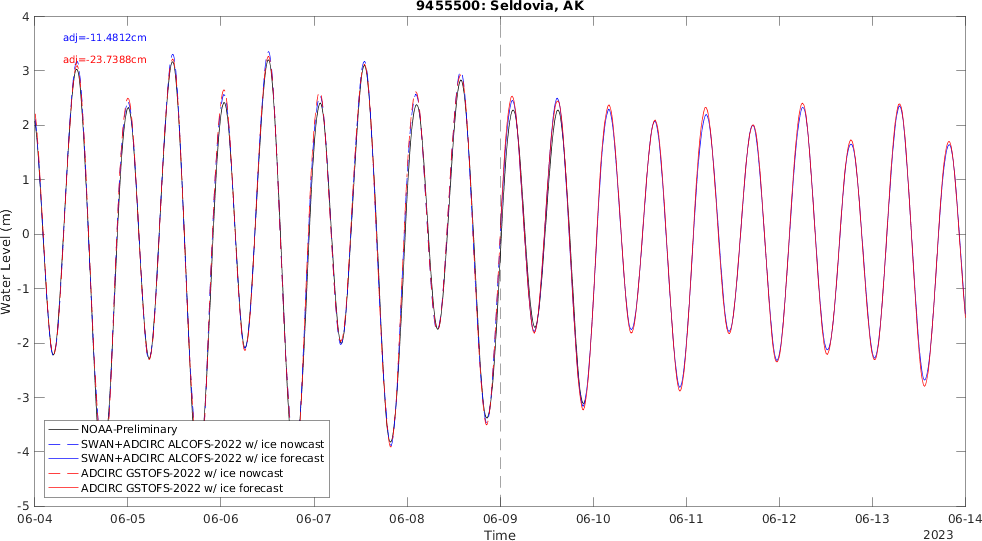 9455500: Seldovia, AK
adj=-11.4812cm
adj=-23.7388cm
4
3
2
1
0
-1
-2
-3
-4
-5
Water Level (m)
NOAA-Preliminary
SWAN+ADCIRC ALCOFS-2022 w/ ice nowcast
SWAN+ADCIRC ALCOFS-2022 w/ ice forecast
ADCIRC GSTOFS-2022 w/ ice nowcast
ADCIRC GSTOFS-2022 w/ ice forecast
06-04 06-05 06-06 06-07 06-08 06-09 06-10 06-11 06-12 06-13 06-14
Time
2023